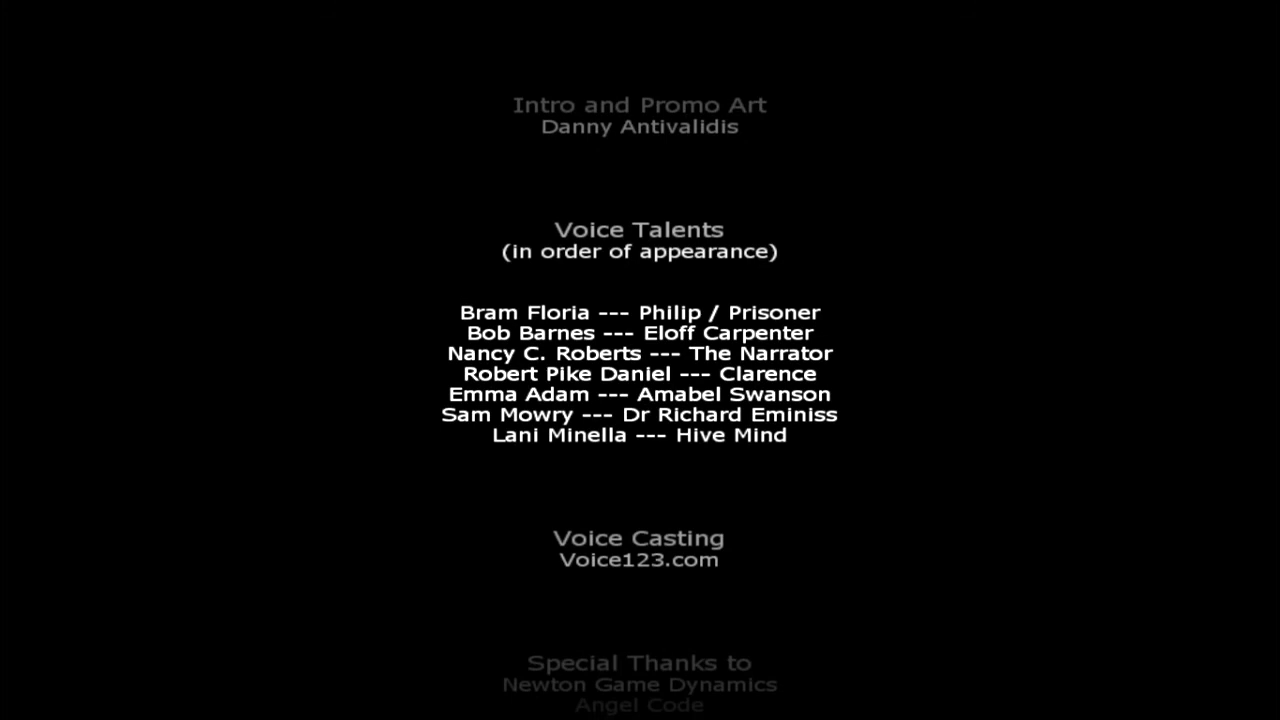 Intro and Promo Art
Danny Antivalidis
Voice Talents
(in order of appearance)
Bram Floria --- Philip / Prisoner
Bob Barnes --- Eloff Carpenter
Nancy C. Roberts --- The Narrator
Robert Pike Daniel --- Clarence
Emma Adam --- Amabel Swanson
Sam Mowry --- Dr Richard Eminiss
Lani Minella --- Hive Mind
Voice Casting
Voice123.com
Special Thanks to
Newton Game Dynamics
Angel Code